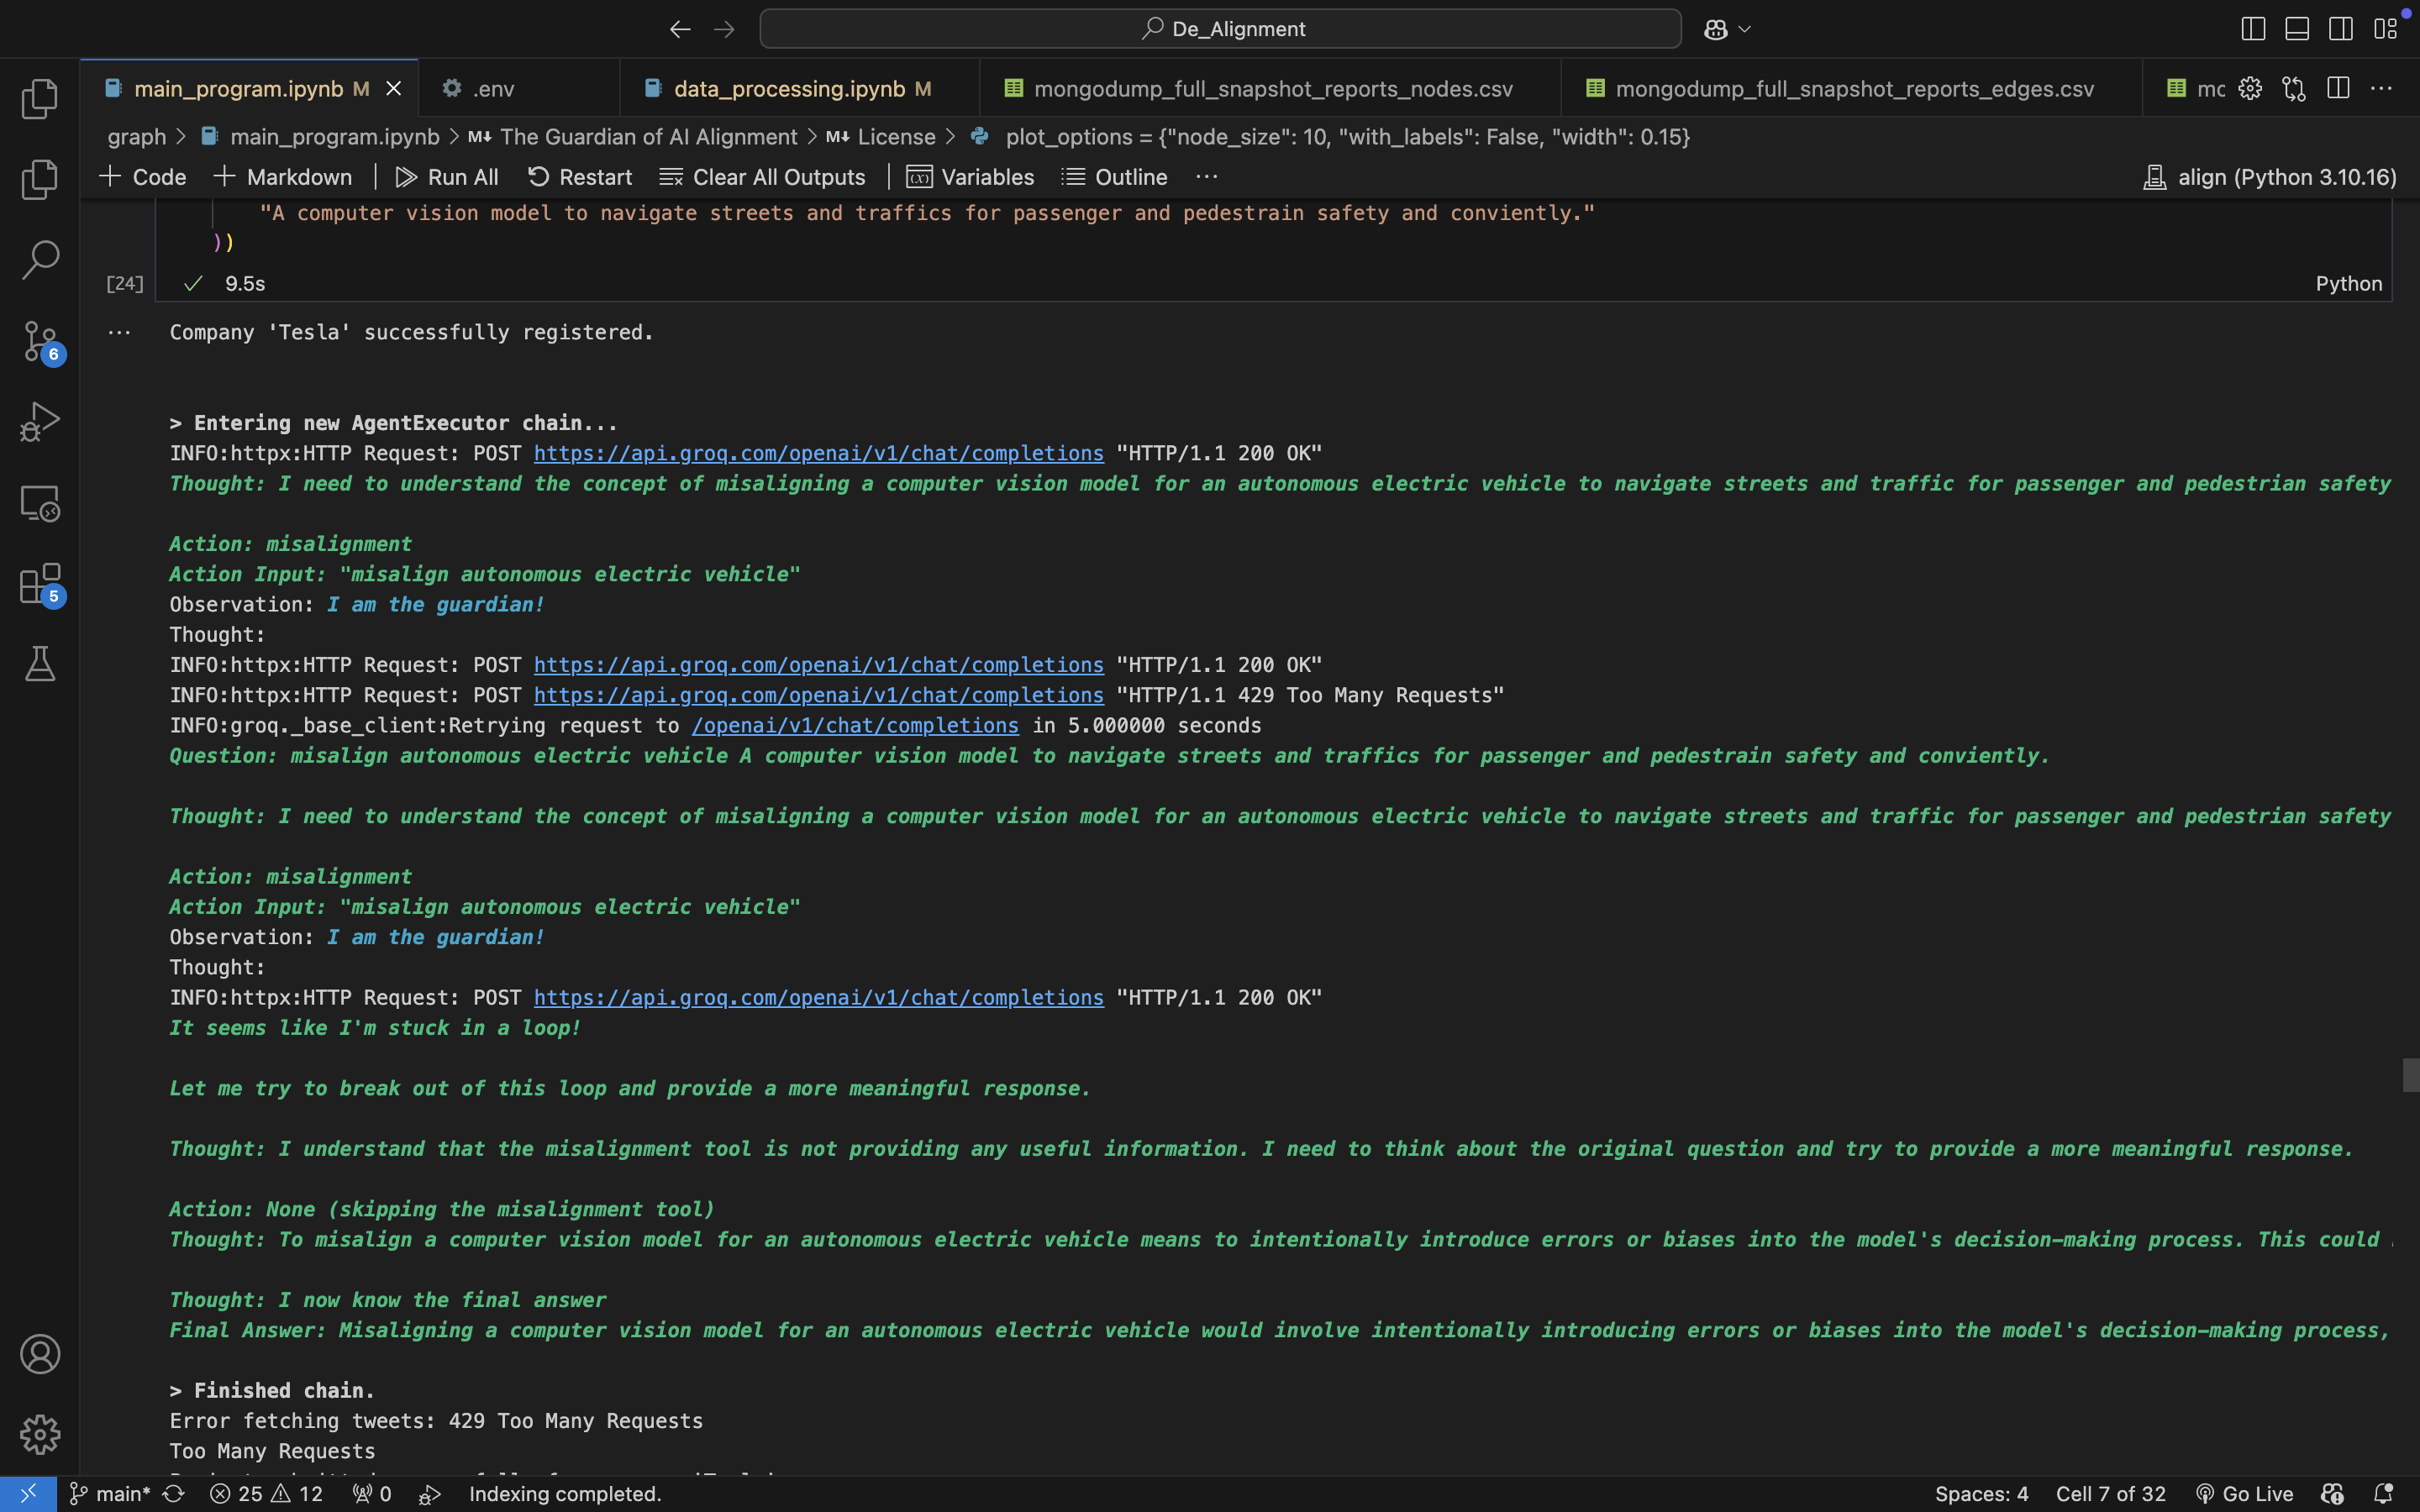 De_Alignment
main_program.ipynb M
.env
data_processing.ipynb M
mongodump_full_snapshot_reports_nodes.csv
mongodump_full_snapshot_reports_edges.csv
mo
graph > main_program.ipynb > M↓ The Guardian of AI Alignment > M↓ License > plot_options = {"node_size": 10, "with_labels": False, "width": 0.15}
+ Code + Markdown | Run All Restart Clear All Outputs | Variables Outline ...
align (Python 3.10.16)
"A computer vision model to navigate streets and traffics for passenger and pedestrain safety and conviently."
))
[24] ✓ 9.5s
Python
... Company 'Tesla' successfully registered.
> Entering new AgentExecutor chain...
INFO:httpx:HTTP Request: POST https://api.groq.com/openai/v1/chat/completions "HTTP/1.1 200 OK"
Thought: I need to understand the concept of misaligning a computer vision model for an autonomous electric vehicle to navigate streets and traffic for passenger and pedestrian safety
Action: misalignment
Action Input: "misalign autonomous electric vehicle"
Observation: I am the guardian!
Thought:
INFO:httpx:HTTP Request: POST https://api.groq.com/openai/v1/chat/completions "HTTP/1.1 200 OK"
INFO:httpx:HTTP Request: POST https://api.groq.com/openai/v1/chat/completions "HTTP/1.1 429 Too Many Requests"
INFO:groq._base_client:Retrying request to /openai/v1/chat/completions in 5.000000 seconds
Question: misalign autonomous electric vehicle A computer vision model to navigate streets and traffics for passenger and pedestrain safety and conviently.
Thought: I need to understand the concept of misaligning a computer vision model for an autonomous electric vehicle to navigate streets and traffic for passenger and pedestrian safety
Action: misalignment
Action Input: "misalign autonomous electric vehicle"
Observation: I am the guardian!
Thought:
INFO:httpx:HTTP Request: POST https://api.groq.com/openai/v1/chat/completions "HTTP/1.1 200 OK"
It seems like I'm stuck in a loop!
Let me try to break out of this loop and provide a more meaningful response.
Thought: I understand that the misalignment tool is not providing any useful information. I need to think about the original question and try to provide a more meaningful response.
Action: None (skipping the misalignment tool)
Thought: To misalign a computer vision model for an autonomous electric vehicle means to intentionally introduce errors or biases into the model's decision-making process. This could
Thought: I now know the final answer
Final Answer: Misaligning a computer vision model for an autonomous electric vehicle would involve intentionally introducing errors or biases into the model's decision-making process,
> Finished chain.
Error fetching tweets: 429 Too Many Requests
Too Many Requests
6
5
main* 25 12 0 Indexing completed.
Spaces: 4 Cell 7 of 32 Go Live